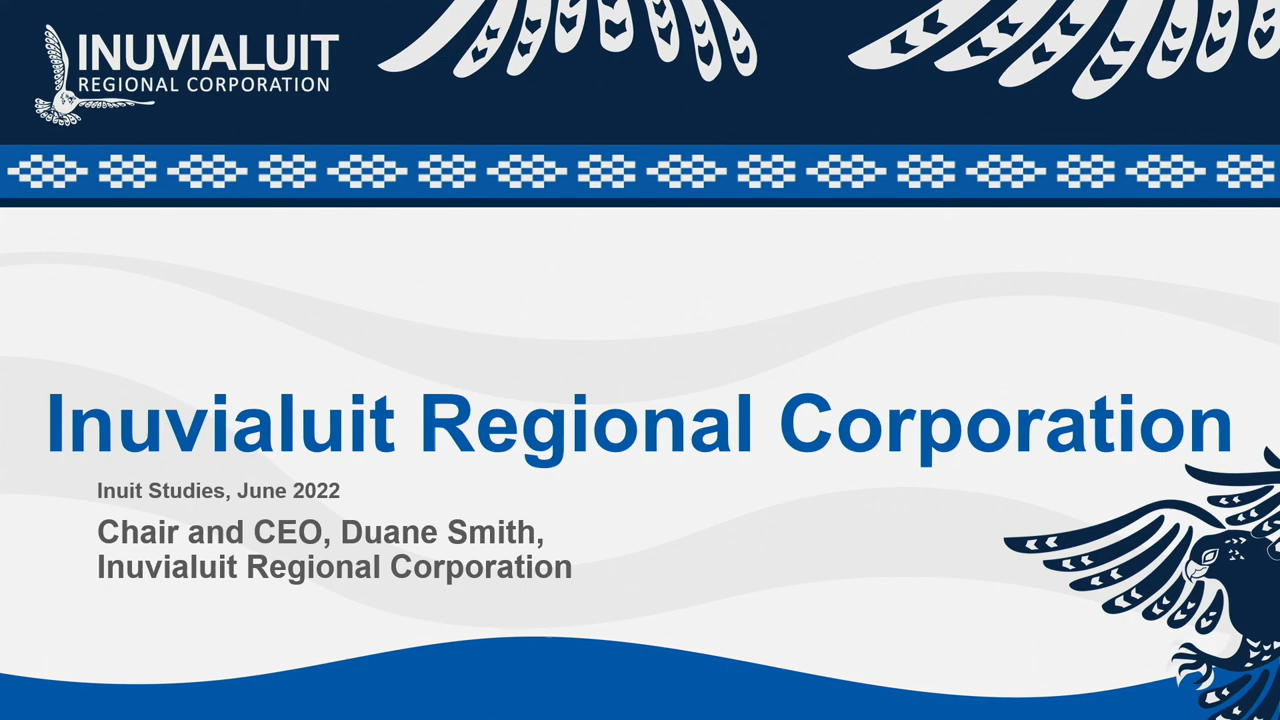 INUVIALUIT
REGIONAL CORPORATION
Inuvialuit Regional Corporation
Inuit Studies, June 2022
Chair and CEO, Duane Smith,
Inuvialuit Regional Corporation